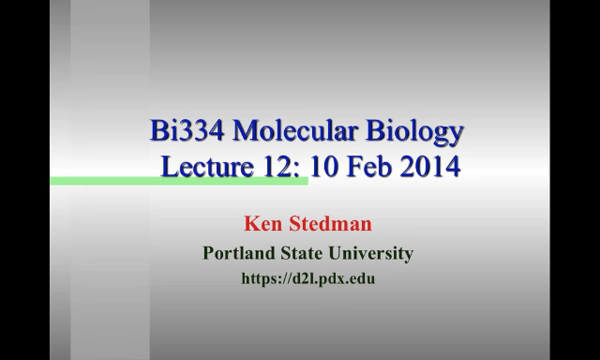 Bi334 Molecular Biology
Lecture 12: 10 Feb 2014
Ken Stedman
Portland State University
https://d2l.pdx.edu